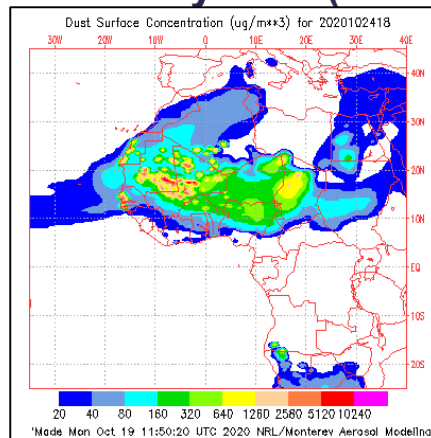 Dust Surface Concentration (ug/m**3) for 2020102418
30W 20W 10W 0 10E 20E 30E 40E
40N
30N
20N
10N
EQ
10S
20S
20 40 80 160 320 640 1260 2580 5120 10240
'Made Mon Oct 19 11:50:20 UTC 2020 NRL/Monterey Aerosol Modeling